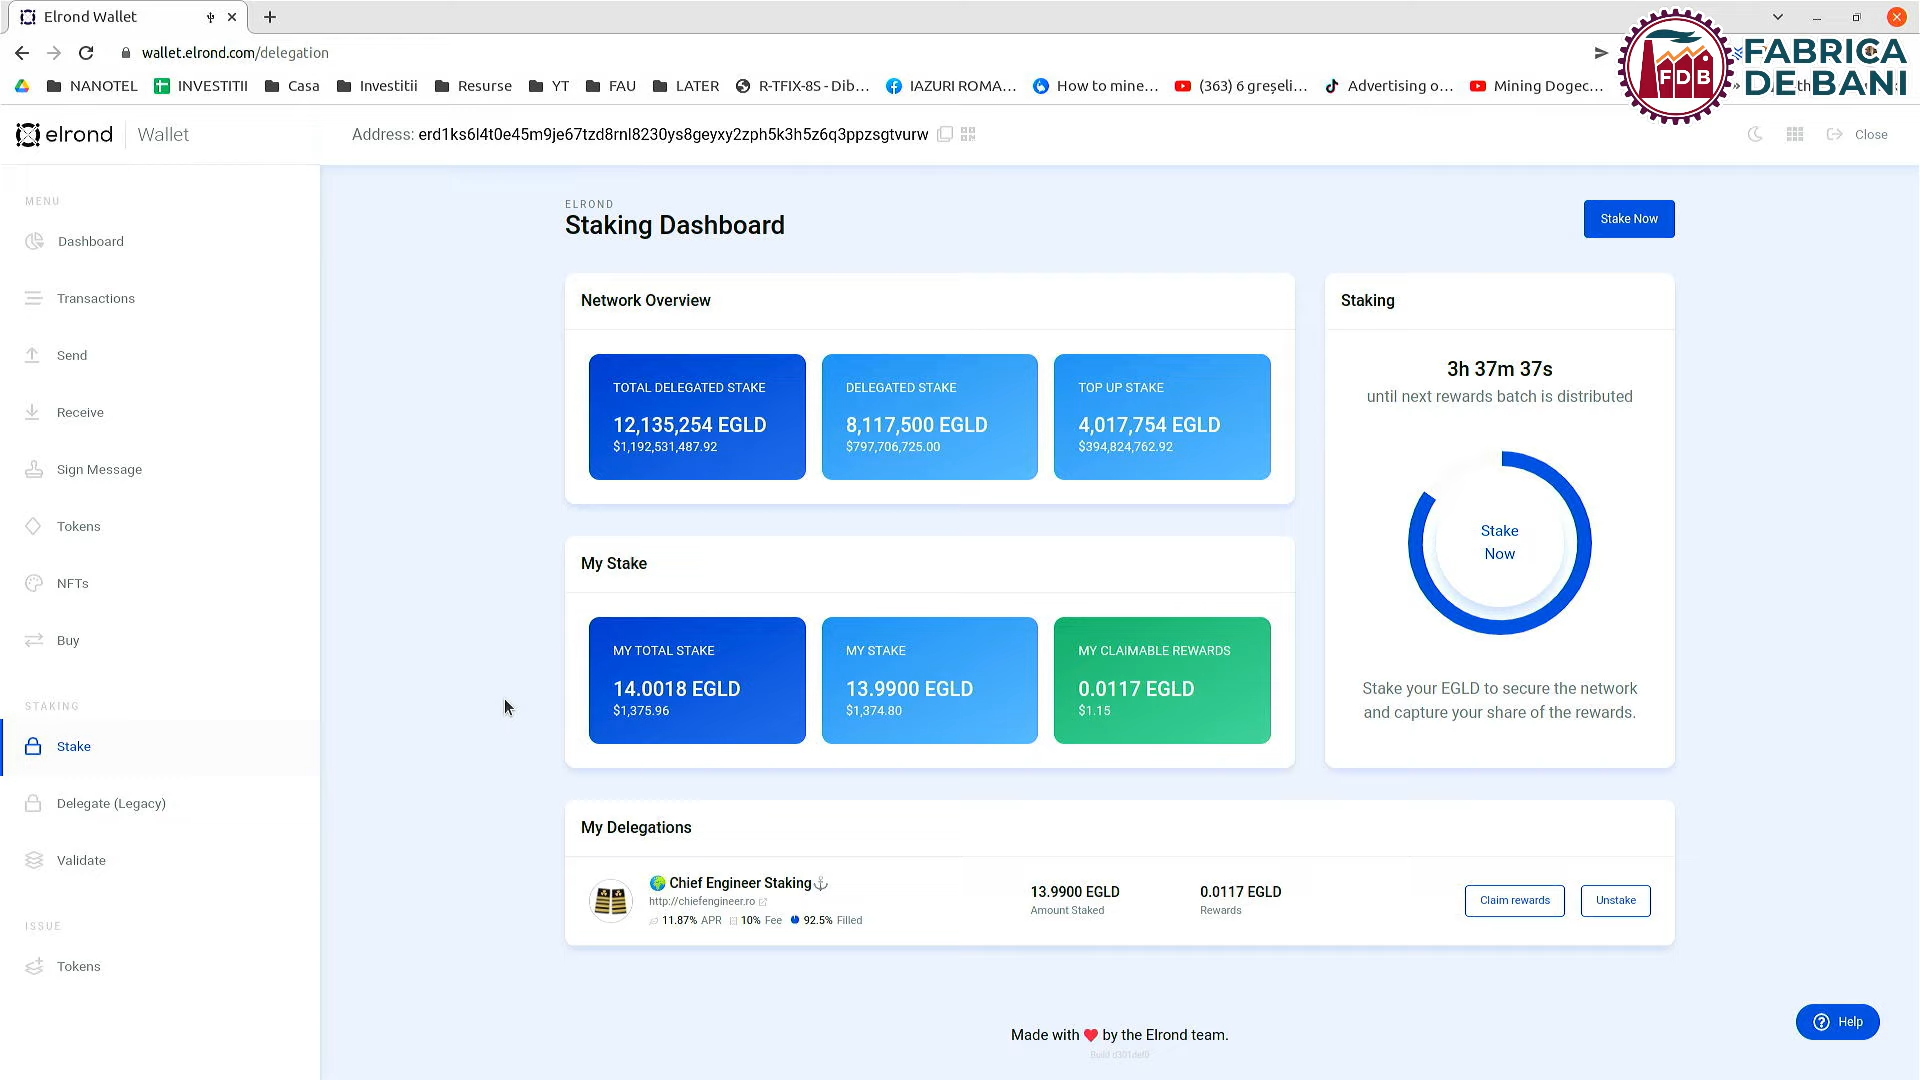 Elrond Wallet
wallet.elrond.com/delegation
NANOTEL
INVESTITII
Casa
Investitii
Resurse
YT
FAU
LATER
R-TFIX-8S - Dib...
IAZURI ROMA...
How to mine...
(363) 6 greșeli...
Advertising o...
Mining Dogec...
FDB
FABRICA
DE BANI
elrond
Wallet
Address: erd1ks6l4t0e45m9je67tzd8rnl8230ys8geyxy2zph5k3h5z6q3ppzsgtvurw
Close
MENU
Dashboard
Transactions
Send
Receive
Sign Message
Tokens
NFTs
Buy
STAKING
Stake
Delegate (Legacy)
Validate
ISSUE
Tokens
ELROND
Staking Dashboard
Stake Now
Network Overview
TOTAL DELEGATED STAKE
12,135,254 EGLD
$1,192,531,487.92
DELEGATED STAKE
8,117,500 EGLD
$797,706,725.00
TOP UP STAKE
4,017,754 EGLD
$394,824,762.92
Staking
3h 37m 37s
until next rewards batch is distributed
Stake
Now
Stake your EGLD to secure the network
and capture your share of the rewards.
My Stake
MY TOTAL STAKE
14.0018 EGLD
$1,375.96
MY STAKE
13.9900 EGLD
$1,374.80
MY CLAIMABLE REWARDS
0.0117 EGLD
$1.15
My Delegations
Chief Engineer Staking
http://chiefengineer.ro
11.87% APR 10% Fee 92.5% Filled
13.9900 EGLD
Amount Staked
0.0117 EGLD
Rewards
Claim rewards
Unstake
Made with ❤ by the Elrond team.
Build d301def0
Help